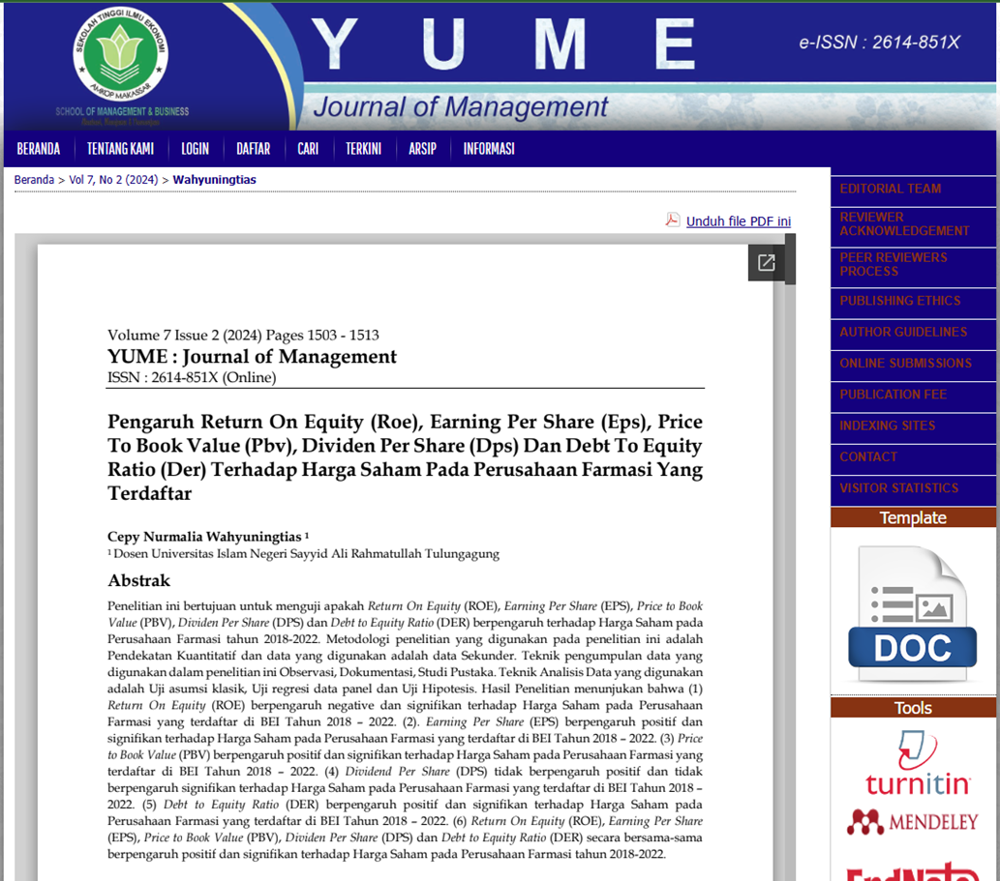 SEKOLAH TINGGI ILMU EKONOMI
AMKOP MAKASSAR
SCHOOL OF MANAGEMENT & BUSINESS
YUME
e-ISSN : 2614-851X
Journal of Management
BERANDA TENTANG KAMI LOGIN DAFTAR CARI TERKINI ARSIP INFORMASI
Beranda > Vol 7, No 2 (2024) > Wahyuningtias
Unduh file PDF ini
Volume 7 Issue 2 (2024) Pages 1503 - 1513
YUME : Journal of Management
ISSN : 2614-851X (Online)
Pengaruh Return On Equity (Roe), Earning Per Share (Eps), Price
To Book Value (Pbv), Dividen Per Share (Dps) Dan Debt To Equity
Ratio (Der) Terhadap Harga Saham Pada Perusahaan Farmasi Yang
Terdaftar
Cepy Nurmalia Wahyuningtias ¹
¹ Dosen Universitas Islam Negeri Sayyid Ali Rahmatullah Tulungagung
Abstrak
Penelitian ini bertujuan untuk menguji apakah Return On Equity (ROE), Earning Per Share (EPS), Price to Book
Value (PBV), Dividen Per Share (DPS) dan Debt to Equity Ratio (DER) berpengaruh terhadap Harga Saham pada
Perusahaan Farmasi tahun 2018-2022. Metodologi penelitian yang digunakan pada penelitian ini adalah
Pendekatan Kuantitatif dan data yang digunakan adalah data Sekunder. Teknik pengumpulan data yang
digunakan dalam penelitian ini Observasi, Dokumentasi, Studi Pustaka. Teknik Analisis Data yang digunakan
adalah Uji asumsi klasik, Uji regresi data panel dan Uji Hipotesis. Hasil Penelitian menunjukan bahwa (1)
Return On Equity (ROE) berpengaruh negative dan signifikan terhadap Harga Saham pada Perusahaan
Farmasi yang terdaftar di BEI Tahun 2018 – 2022. (2). Earning Per Share (EPS) berpengaruh positif dan
signifikan terhadap Harga Saham pada Perusahaan Farmasi yang terdaftar di BEI Tahun 2018 – 2022. (3) Price
to Book Value (PBV) berpengaruh positif dan signifikan terhadap Harga Saham pada Perusahaan Farmasi yang
terdaftar di BEI Tahun 2018 – 2022. (4) Dividend Per Share (DPS) tidak berpengaruh positif dan tidak
berpengaruh signifikan terhadap Harga Saham pada Perusahaan Farmasi yang terdaftar di BEI Tahun 2018 –
2022. (5) Debt to Equity Ratio (DER) berpengaruh positif dan signifikan terhadap Harga Saham pada
Perusahaan Farmasi yang terdaftar di BEI Tahun 2018 – 2022. (6) Return On Equity (ROE), Earning Per Share
(EPS), Price to Book Value (PBV), Dividen Per Share (DPS) dan Debt to Equity Ratio (DER) secara bersama-sama
berpengaruh positif dan signifikan terhadap Harga Saham pada Perusahaan Farmasi tahun 2018-2022.
EDITORIAL TEAM
REVIEWER
ACKNOWLEDGEMENT
PEER REVIEWERS
PROCESS
PUBLISHING ETHICS
AUTHOR GUIDELINES
ONLINE SUBMISSIONS
PUBLICATION FEE
INDEXING SITES
CONTACT
VISITOR STATISTICS
Template
DOC
Tools
turnitin
MENDELEY
EndNote